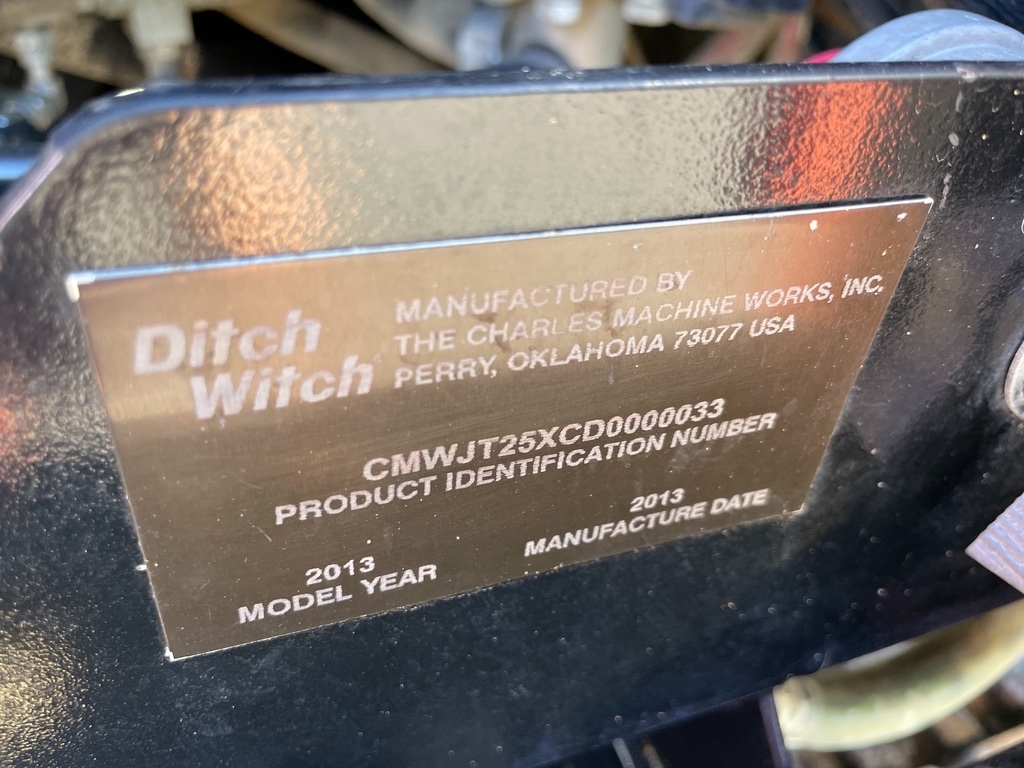 Ditch
Witch
MANUFACTURED BY
THE CHARLES MACHINE WORKS, INC.
PERRY, OKLAHOMA 73077 USA
CMWJT25XCD0000033
PRODUCT IDENTIFICATION NUMBER
2013
MODEL YEAR
2013
MANUFACTURE DATE